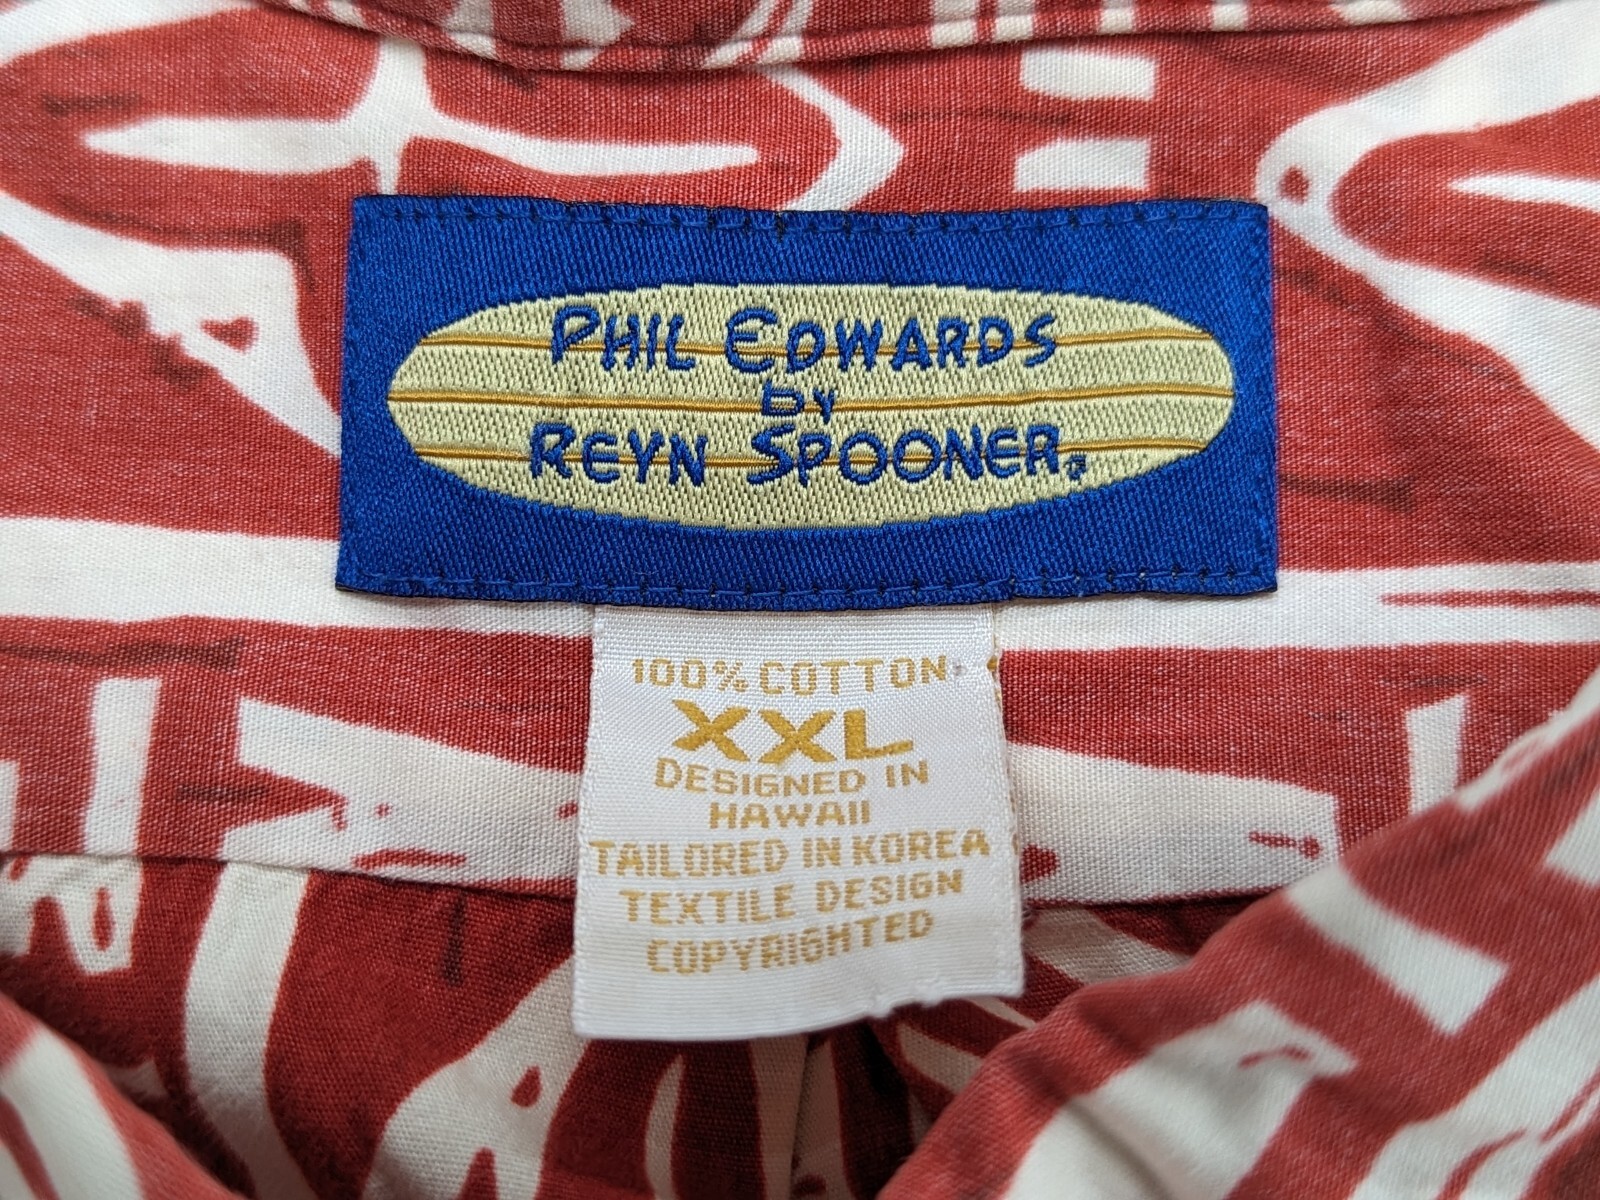 PHIL EDWARDS
by
REYN SPOONER®
100% COTTON
XXL
DESIGNED IN
HAWAII
TAILORED IN KOREA
TEXTILE DESIGN
COPYRIGHTED